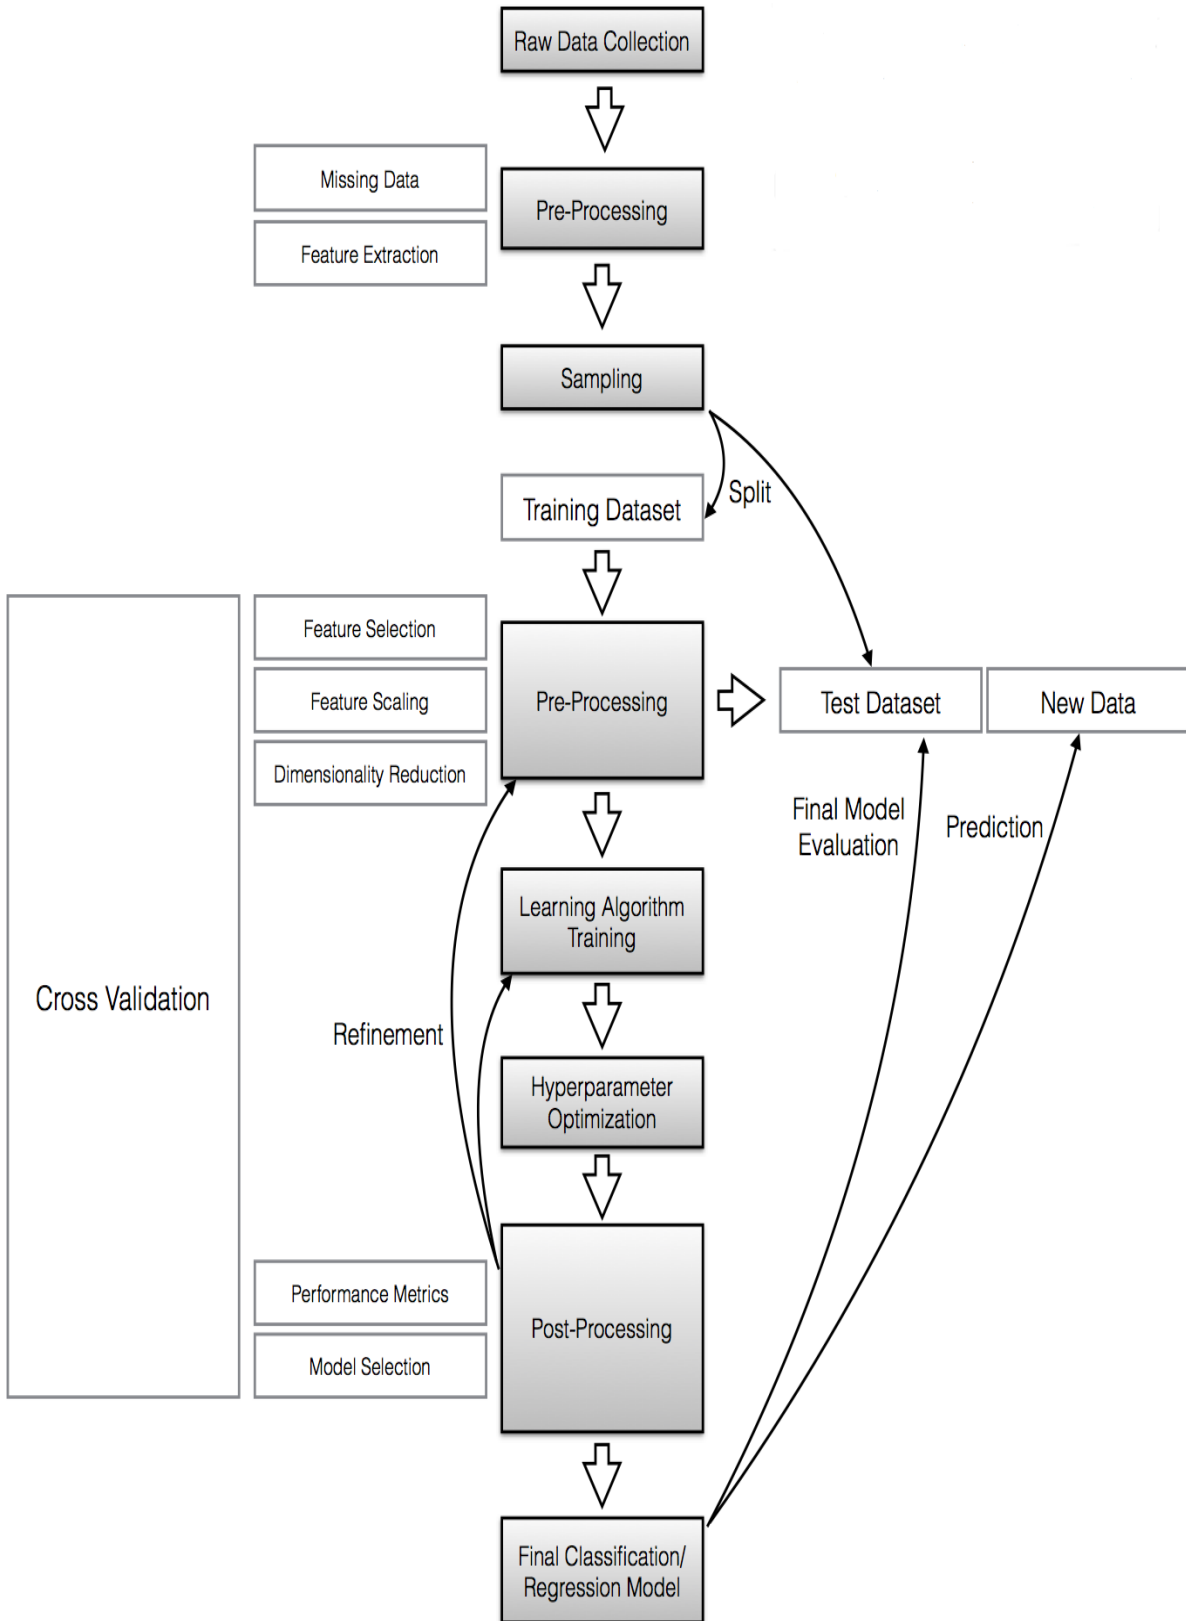 Raw Data Collection
Missing Data
Pre-Processing
Feature Extraction
Sampling
Split
Training Dataset
Feature Selection
Feature Scaling
Pre-Processing
Test Dataset
New Data
Dimensionality Reduction
Final Model
Evaluation
Prediction
Learning Algorithm
Training
Cross Validation
Refinement
Hyperparameter
Optimization
Performance Metrics
Post-Processing
Model Selection
Final Classification/
Regression Model